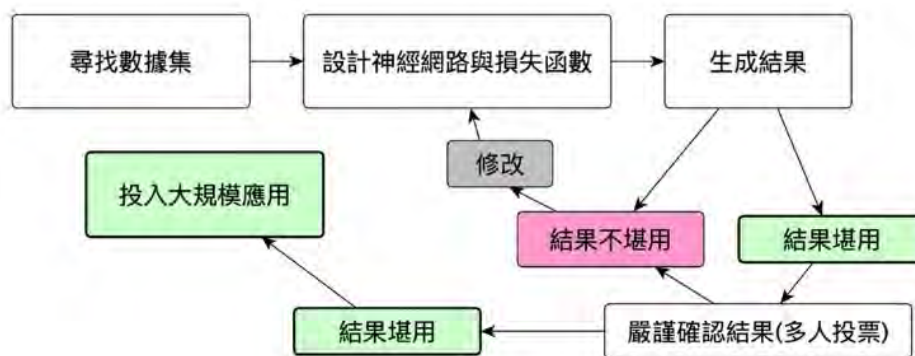 尋找數據集
設計神經網路與損失函數
生成結果
修改
投入大規模應用
結果不堪用
結果堪用
結果堪用
嚴謹確認結果(多人投票)